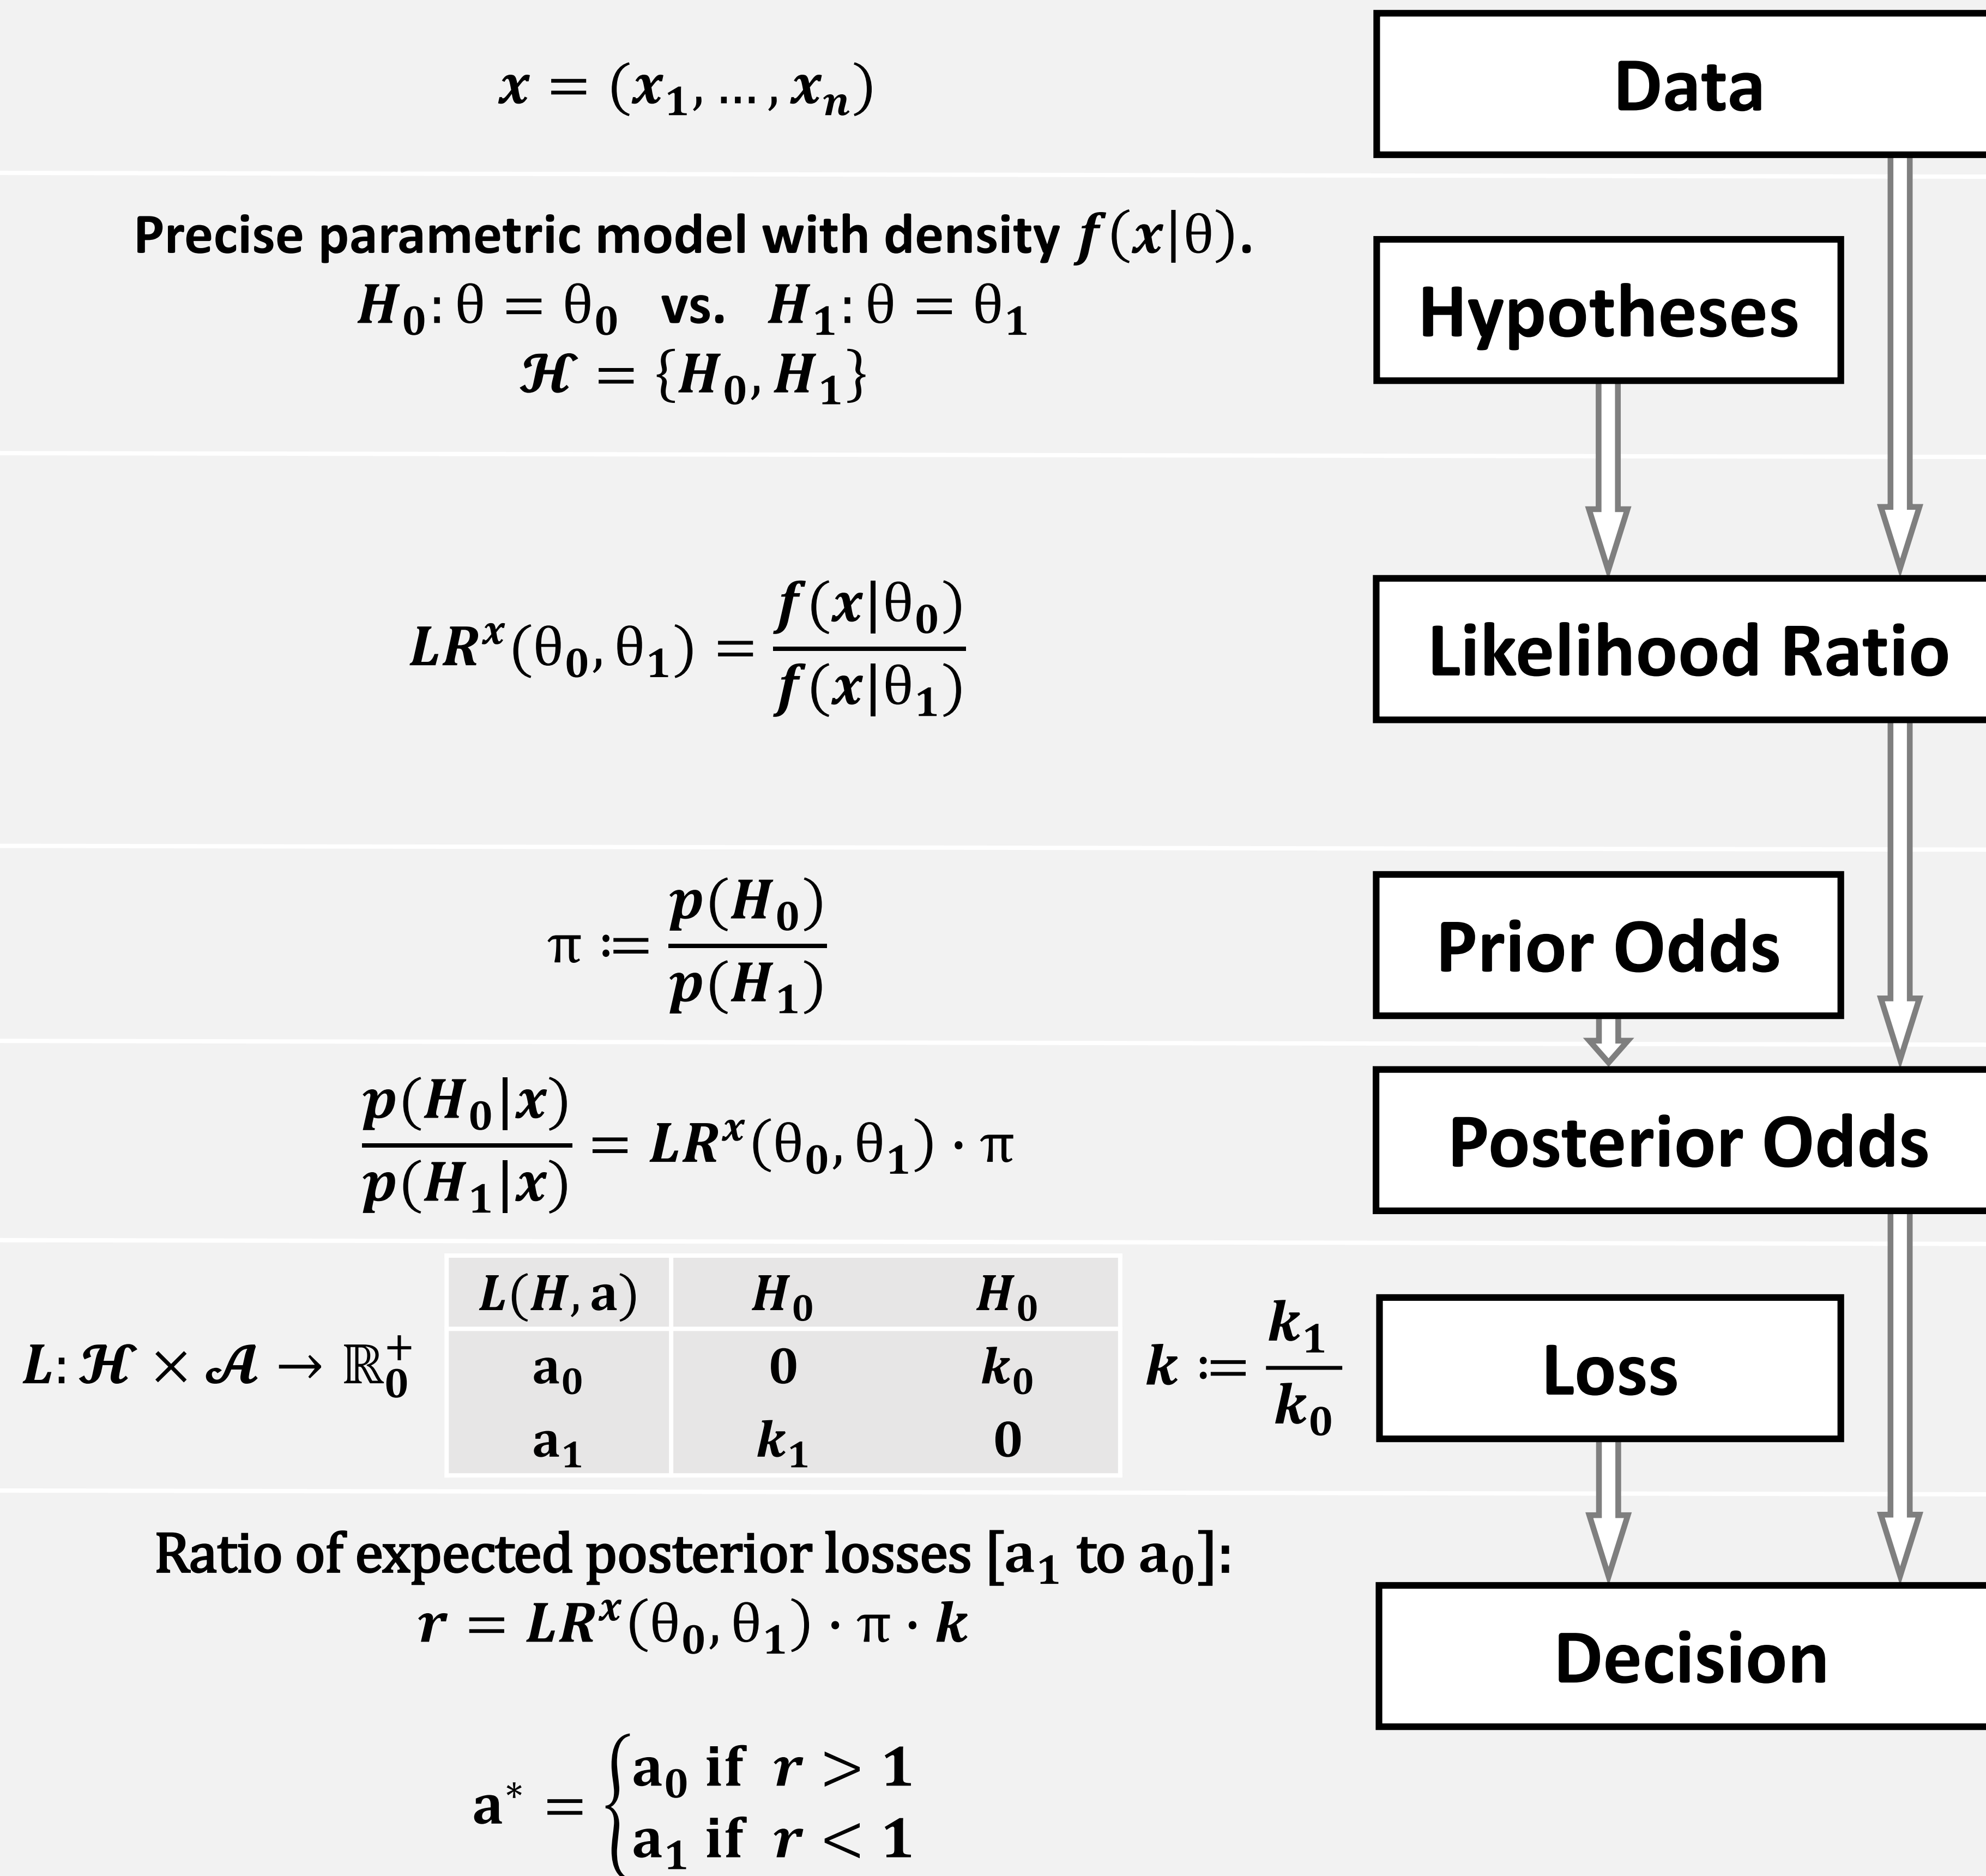 x = (x₁, … , xₙ)
Data
Precise parametric model with density f(x|θ).
H₀: θ = θ₀ vs. H₁: θ = θ₁
ℋ = {H₀, H₁}
Hypotheses
LRˣ(θ₀, θ₁) = f(x|θ₀) / f(x|θ₁)
Likelihood Ratio
π := p(H₀) / p(H₁)
Prior Odds
p(H₀|x) / p(H₁|x) = LRˣ(θ₀, θ₁) · π
Posterior Odds
L: ℋ × 𝒜 → ℝ₀⁺
L(H, a) H₀ H₀
a₀ 0 k₀
a₁ k₁ 0
k := k₁ / k₀
Loss
Ratio of expected posterior losses [a₁ to a₀]:
r = LRˣ(θ₀, θ₁) · π · k
Decision
a* = { a₀ if r > 1
a₁ if r < 1